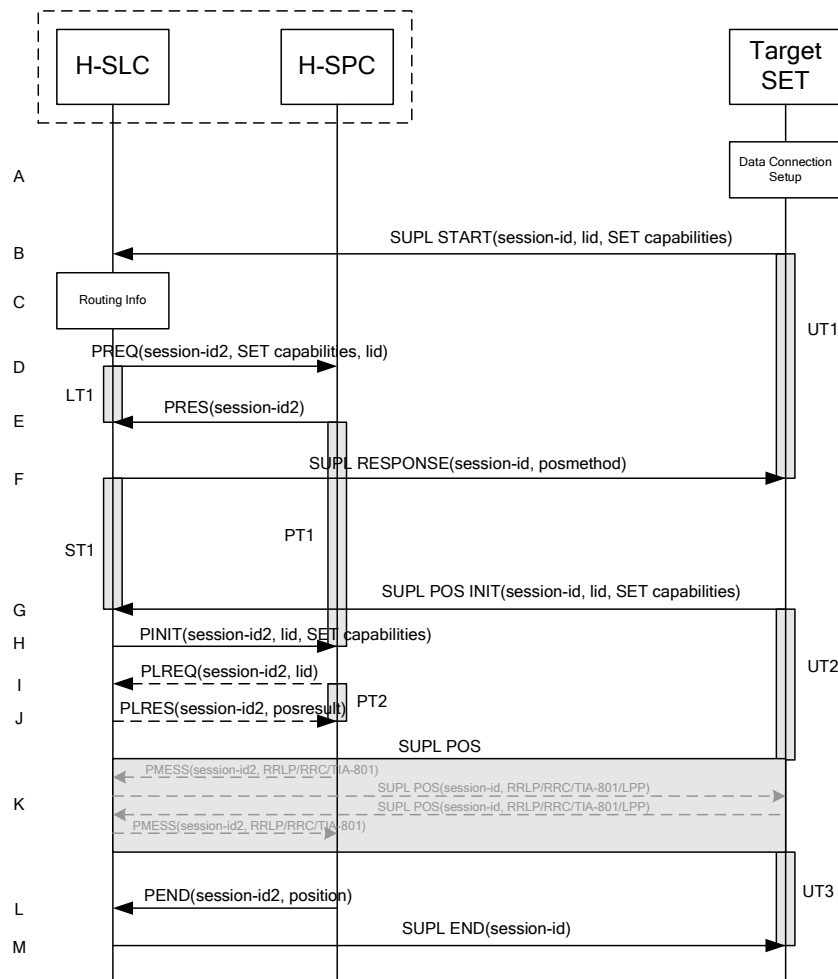 H-SLC
H-SPC
Target
SET
A
Data Connection
Setup
SUPL START(session-id, lid, SET capabilities)
B
C
Routing Info
UT1
PREQ(session-id2, SET capabilities, lid)
D
LT1
PRES(session-id2)
E
SUPL RESPONSE(session-id, posmethod)
F
PT1
ST1
SUPL POS INIT(session-id, lid, SET capabilities)
G
PINIT(session-id2, lid, SET capabilities)
H
PLREQ(session-id2, lid)
UT2
I
PLRES(session-id2, posresult)
PT2
J
SUPL POS
PMESS(session-id2, RRLP/RRC/TIA-801)
SUPL POS(session-id, RRLP/RRC/TIA-801/LPP)
K
SUPL POS(session-id, RRLP/RRC/TIA-801/LPP)
PMESS(session-id2, RRLP/RRC/TIA-801)
PEND(session-id2, position)
UT3
L
SUPL END(session-id)
M